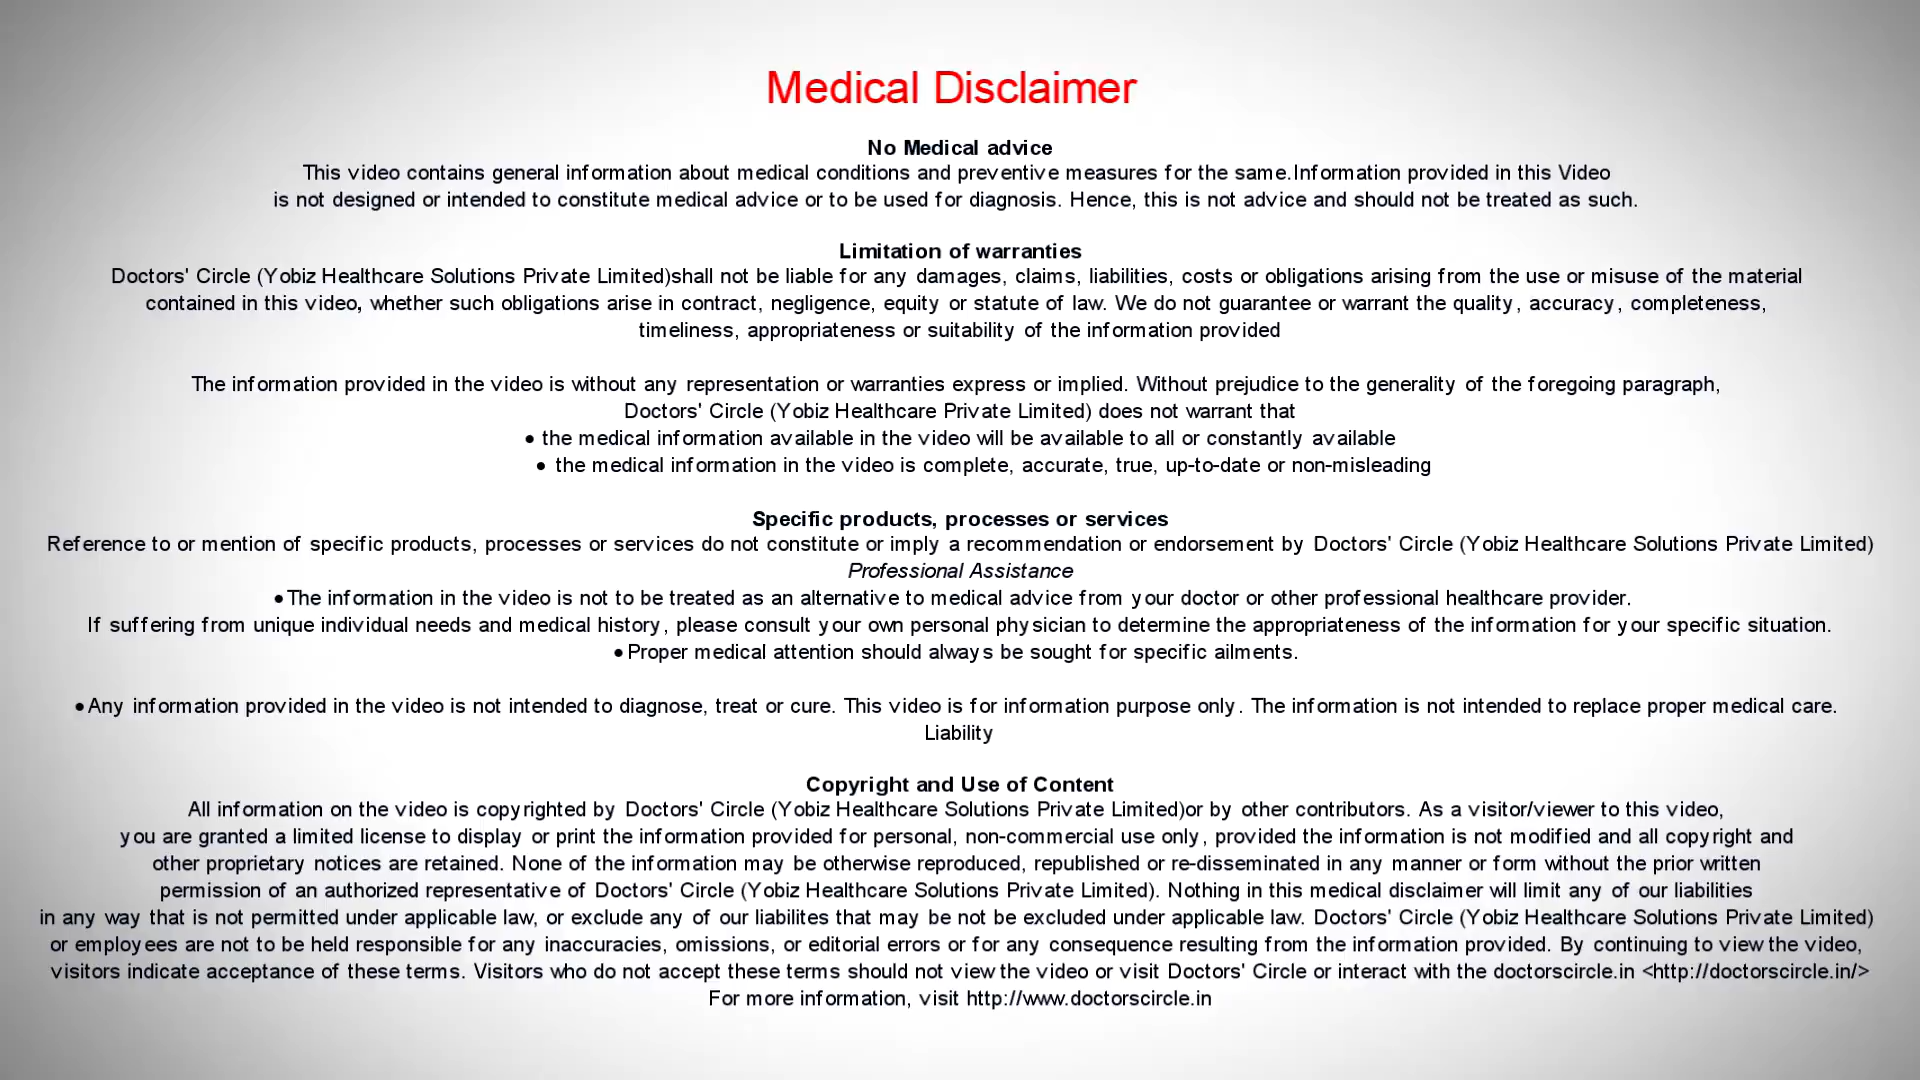 Medical Disclaimer
No Medical advice
This video contains general information about medical conditions and preventive measures for the same.Information provided in this Video
is not designed or intended to constitute medical advice or to be used for diagnosis. Hence, this is not advice and should not be treated as such.
Limitation of warranties
Doctors' Circle (Yobiz Healthcare Solutions Private Limited)shall not be liable for any damages, claims, liabilities, costs or obligations arising from the use or misuse of the material
contained in this video, whether such obligations arise in contract, negligence, equity or statute of law. We do not guarantee or warrant the quality, accuracy, completeness,
timeliness, appropriateness or suitability of the information provided
The information provided in the video is without any representation or warranties express or implied. Without prejudice to the generality of the foregoing paragraph,
Doctors' Circle (Yobiz Healthcare Private Limited) does not warrant that
• the medical information available in the video will be available to all or constantly available
• the medical information in the video is complete, accurate, true, up-to-date or non-misleading
Specific products, processes or services
Reference to or mention of specific products, processes or services do not constitute or imply a recommendation or endorsement by Doctors' Circle (Yobiz Healthcare Solutions Private Limited)
Professional Assistance
•The information in the video is not to be treated as an alternative to medical advice from your doctor or other professional healthcare provider.
If suffering from unique individual needs and medical history, please consult your own personal physician to determine the appropriateness of the information for your specific situation.
•Proper medical attention should always be sought for specific ailments.
•Any information provided in the video is not intended to diagnose, treat or cure. This video is for information purpose only. The information is not intended to replace proper medical care.
Liability
Copyright and Use of Content
All information on the video is copyrighted by Doctors' Circle (Yobiz Healthcare Solutions Private Limited)or by other contributors. As a visitor/viewer to this video,
you are granted a limited license to display or print the information provided for personal, non-commercial use only, provided the information is not modified and all copyright and
other proprietary notices are retained. None of the information may be otherwise reproduced, republished or re-disseminated in any manner or form without the prior written
permission of an authorized representative of Doctors' Circle (Yobiz Healthcare Solutions Private Limited). Nothing in this medical disclaimer will limit any of our liabilities
in any way that is not permitted under applicable law, or exclude any of our liabilites that may be not be excluded under applicable law. Doctors' Circle (Yobiz Healthcare Solutions Private Limited)
or employees are not to be held responsible for any inaccuracies, omissions, or editorial errors or for any consequence resulting from the information provided. By continuing to view the video,
visitors indicate acceptance of these terms. Visitors who do not accept these terms should not view the video or visit Doctors' Circle or interact with the doctorscircle.in <http://doctorscircle.in/>
For more information, visit http://www.doctorscircle.in